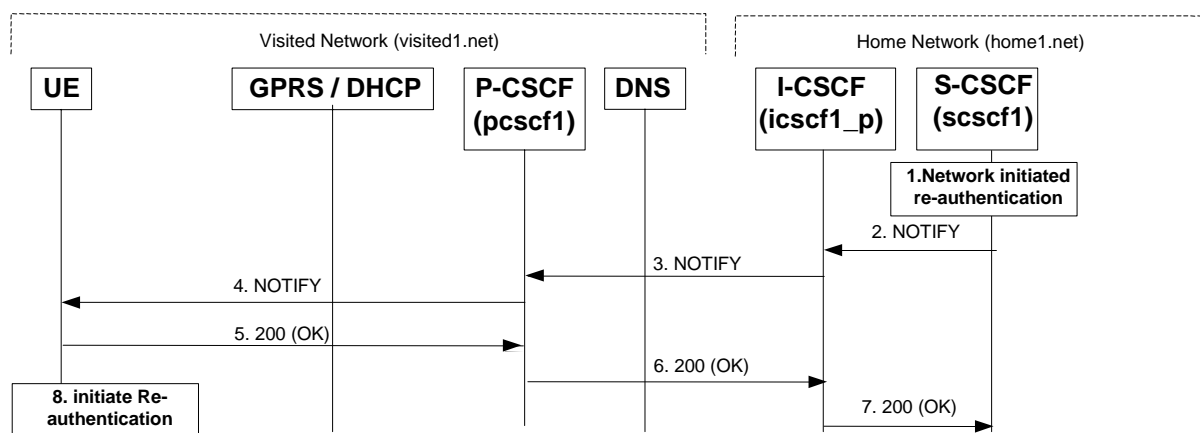 Visited Network (visited1.net)
Home Network (home1.net)
UE
GPRS / DHCP
P-CSCF
(pcscf1)
DNS
I-CSCF
(icscf1_p)
S-CSCF
(scscf1)
1.Network initiated
re-authentication
2. NOTIFY
3. NOTIFY
4. NOTIFY
5. 200 (OK)
6. 200 (OK)
7. 200 (OK)
8. initiate Re-
authentication